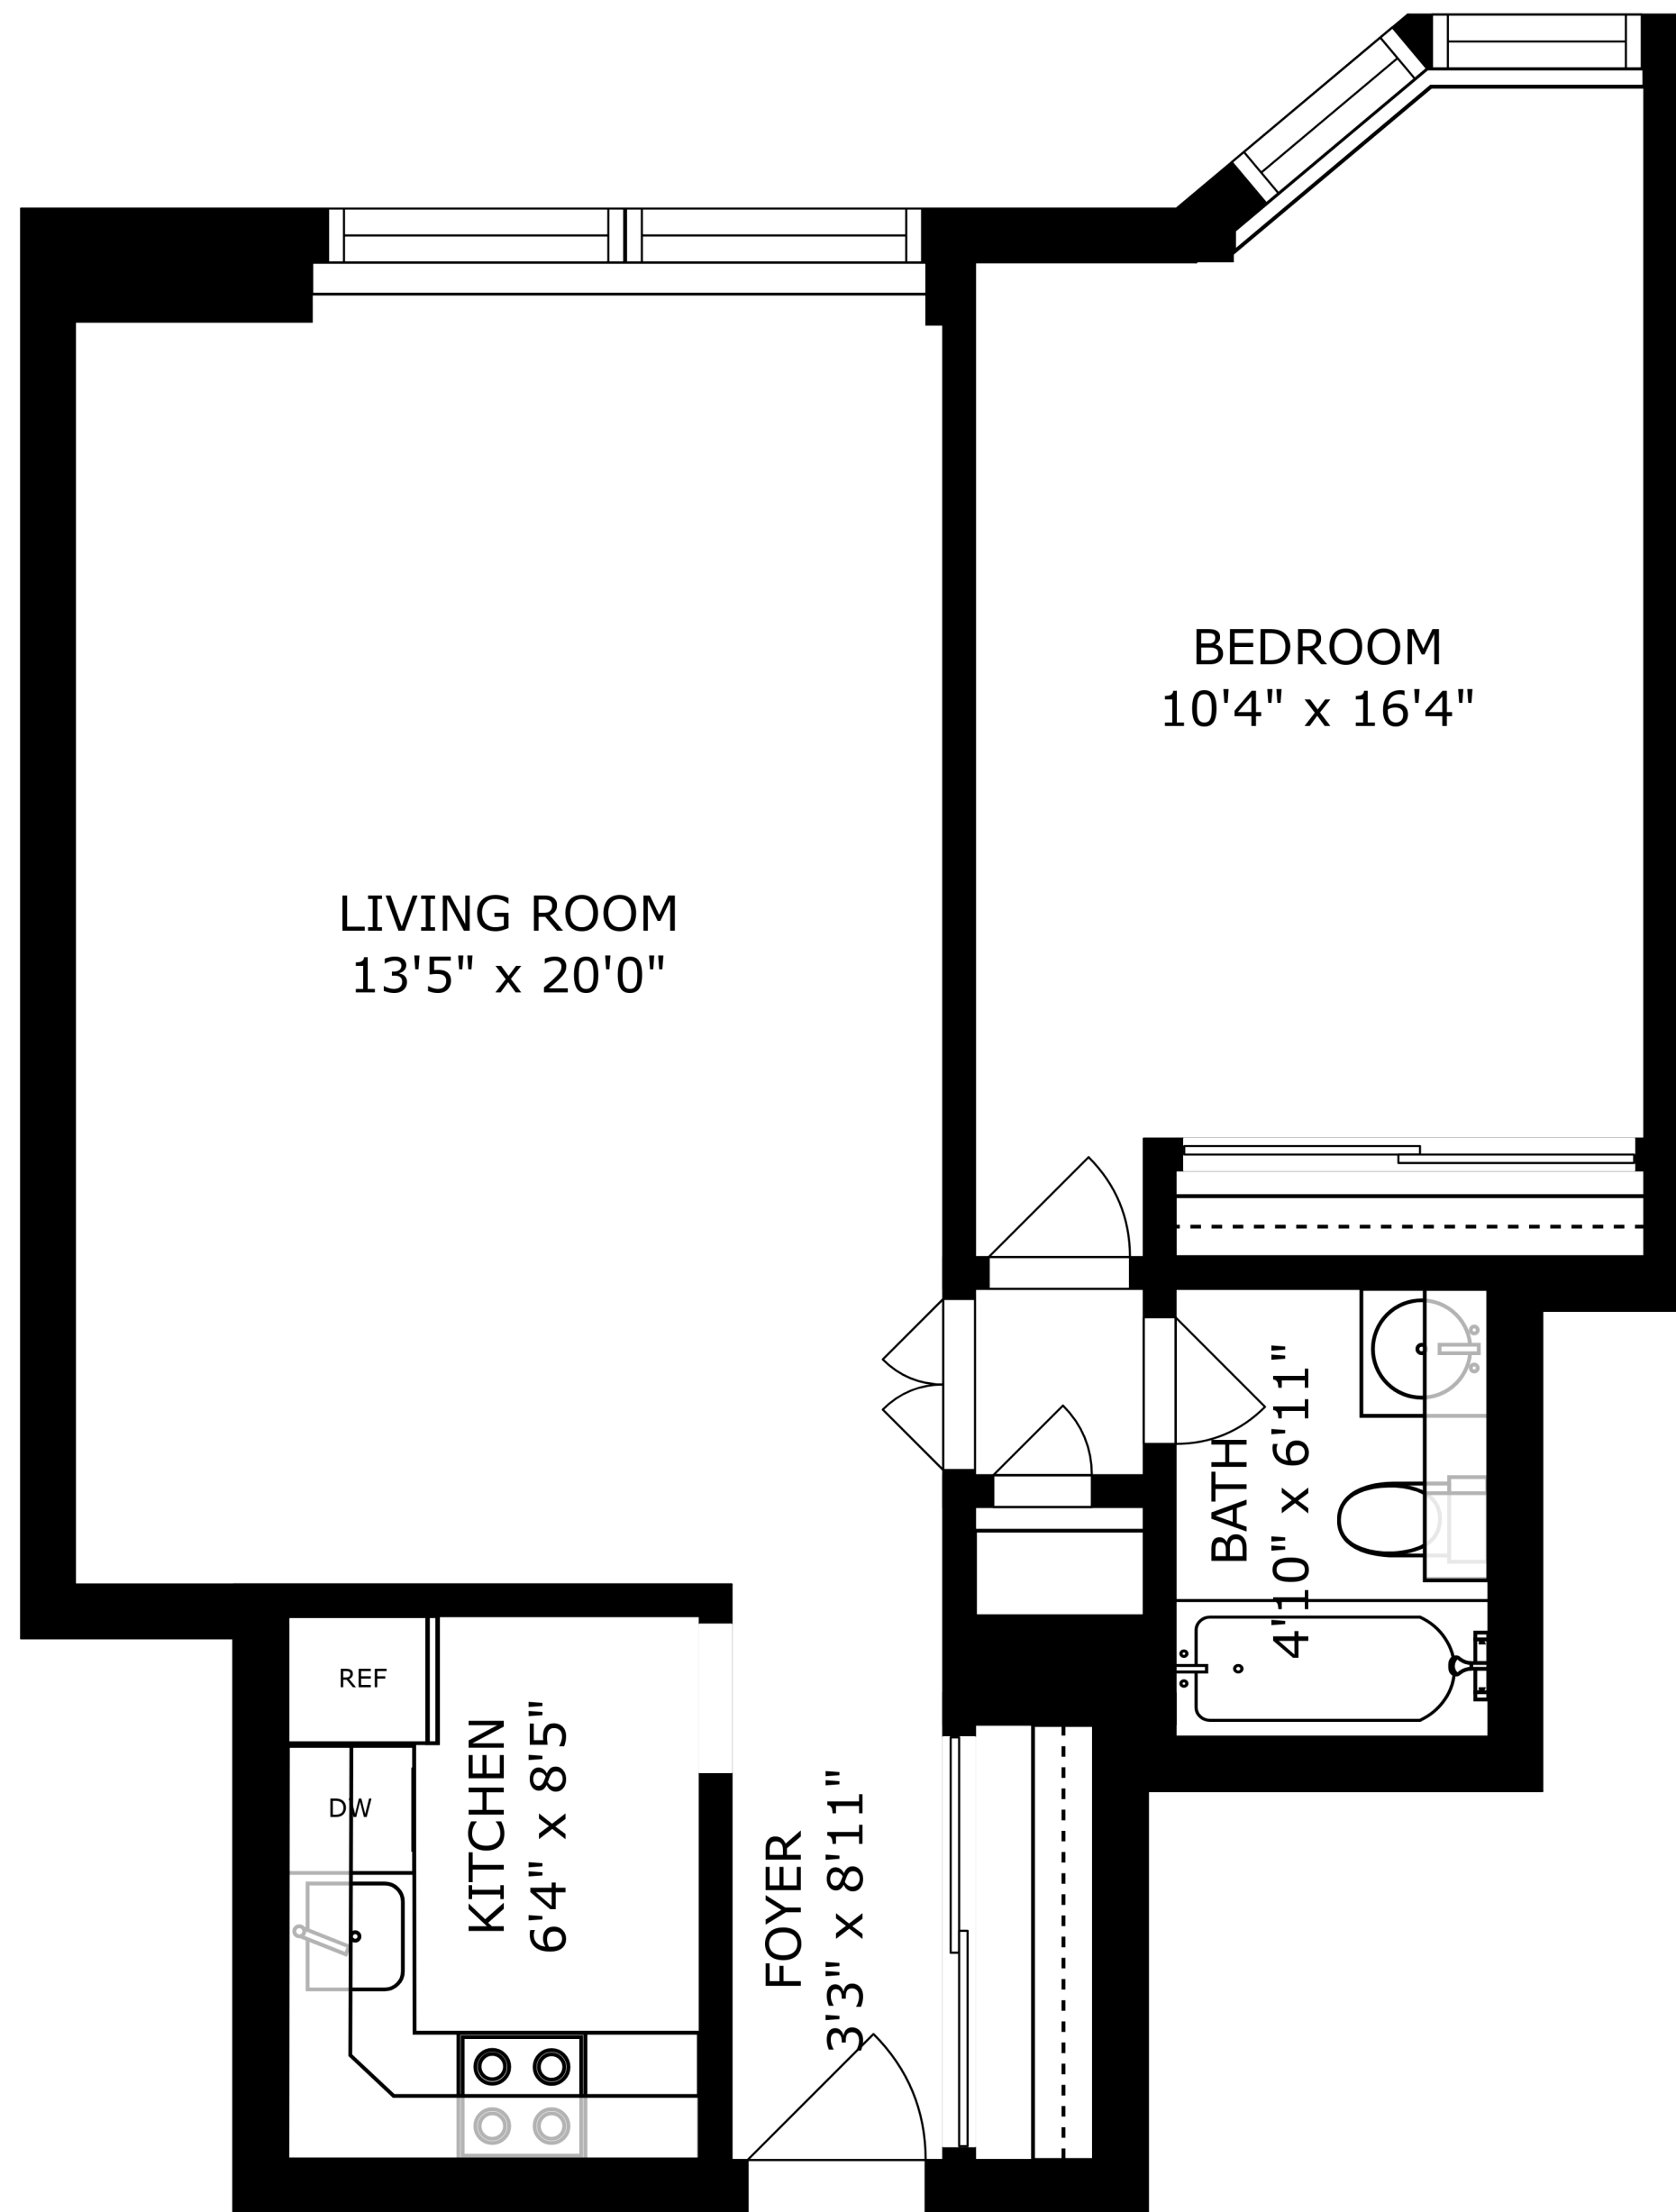 BEDROOM
10'4" x 16'4"
LIVING ROOM
13'5" x 20'0"
BATH
4'10" x 6'11"
REF
DW
KITCHEN
6'4" x 8'5"
FOYER
3'3" x 8'11"